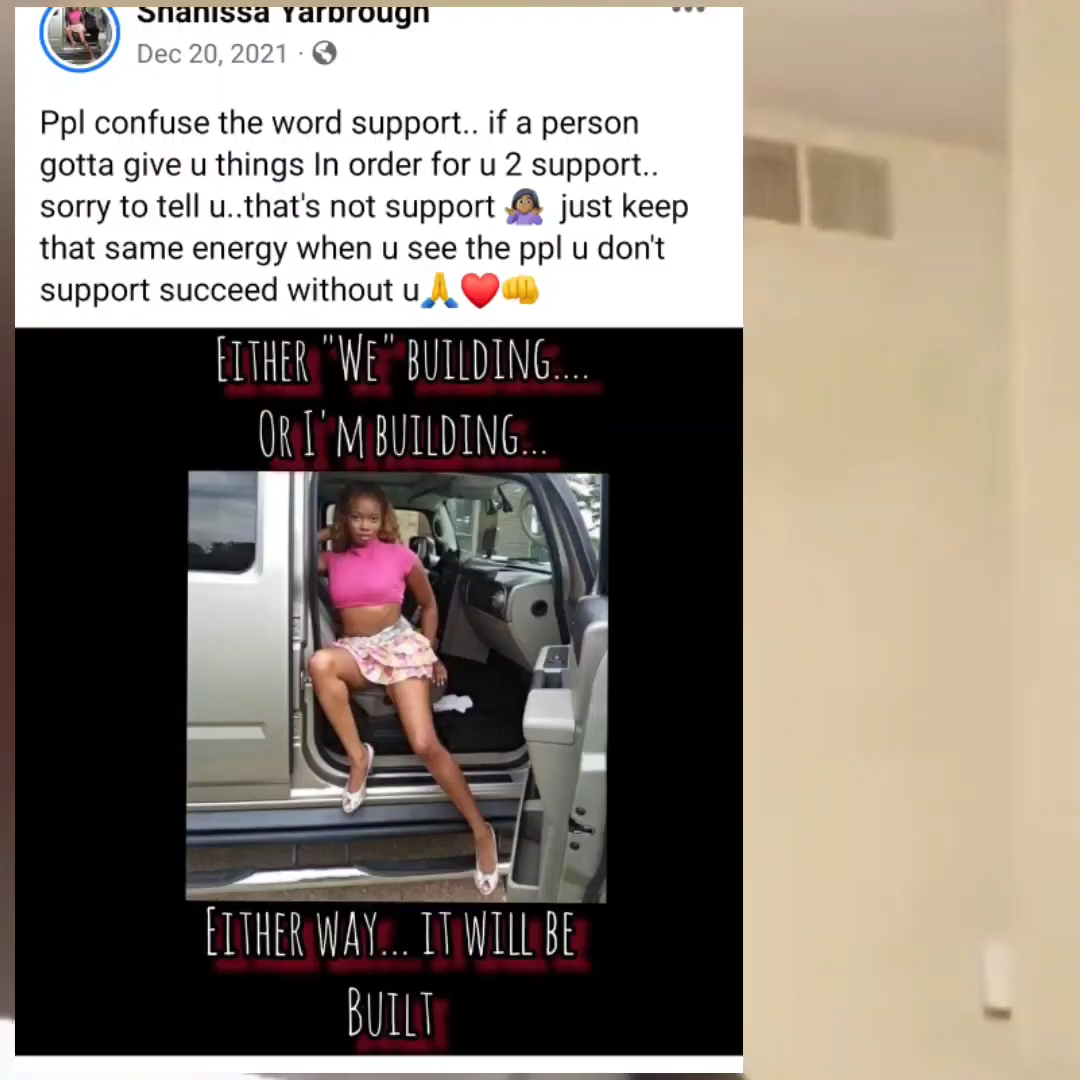 Shanissa Yarbrough
Dec 20, 2021 ·
Ppl confuse the word support.. if a person
gotta give u things In order for u 2 support..
sorry to tell u..that's not support 🤷🏽‍♀️ just keep
that same energy when u see the ppl u don't
support succeed without u🙏❤️👊
EITHER "WE" BUILDING....
OR I'M BUILDING...
EITHER WAY... IT WILL BE
BUILT